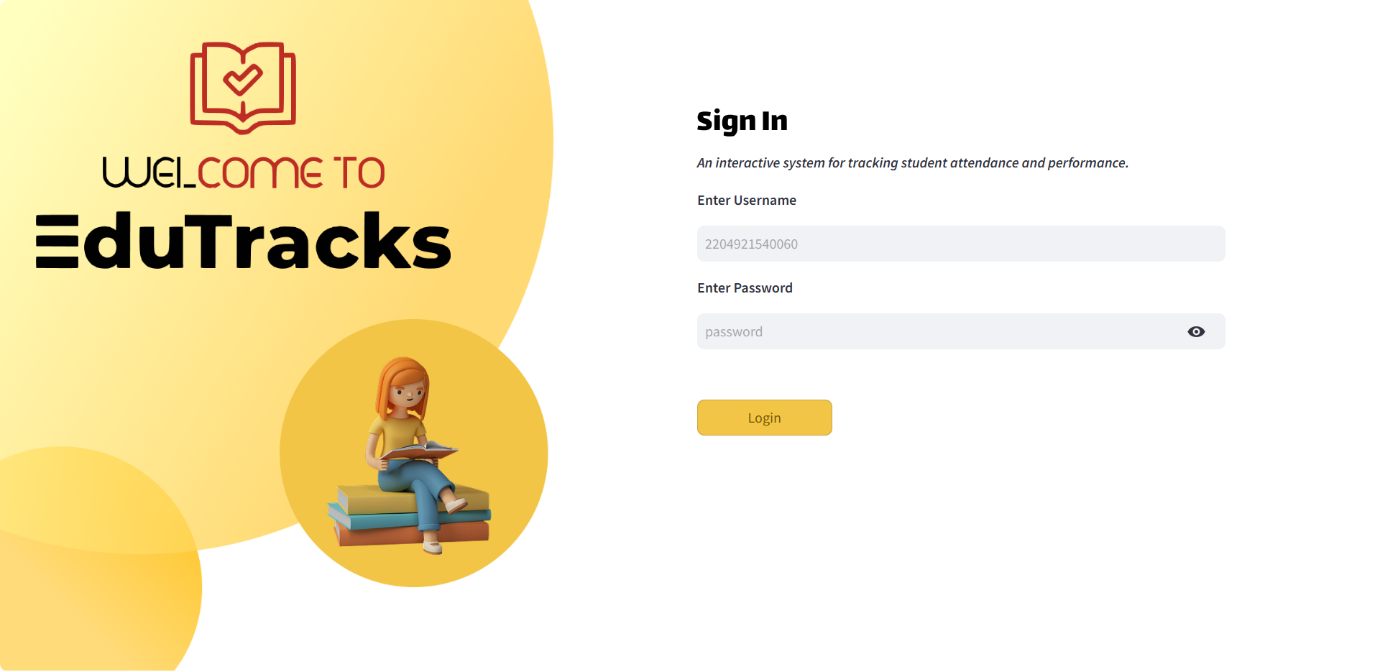 WELCOME TO
EduTracks
Sign In
An interactive system for tracking student attendance and performance.
Enter Username
2204921540060
Enter Password
password
Login